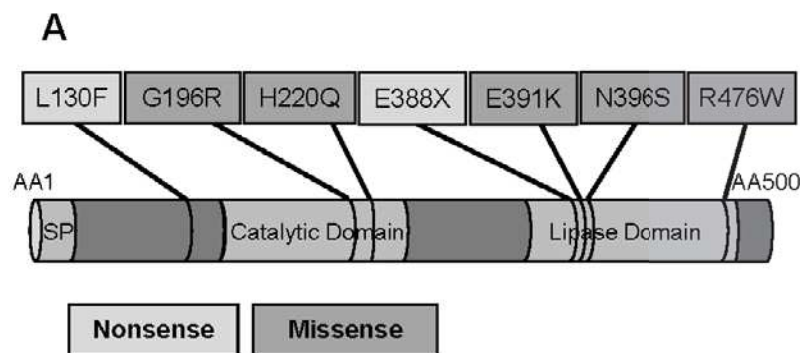 A
L130F G196R H220Q E388X E391K N396S R476W
AA1 AA500
SP Catalytic Domain Lipase Domain
Nonsense Missense